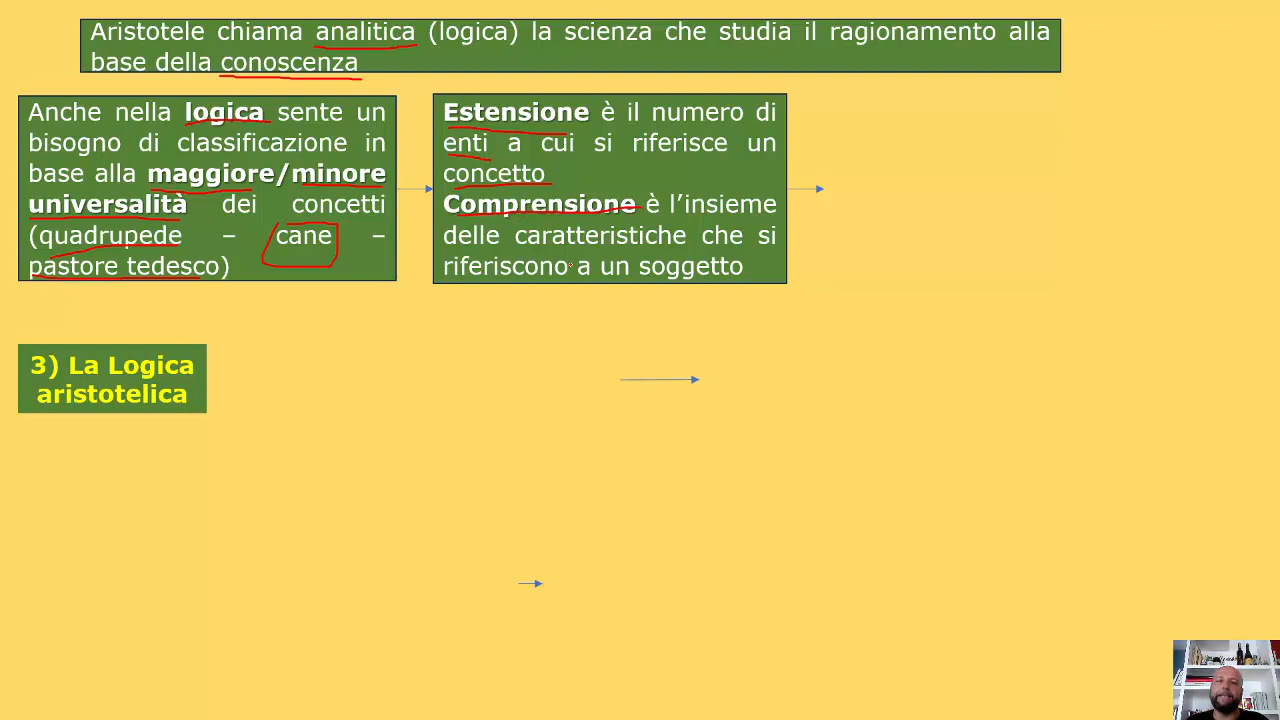 Aristotele chiama analitica (logica) la scienza che studia il ragionamento alla
base della conoscenza
Anche nella logica sente un
bisogno di classificazione in
base alla maggiore/minore
universalità dei concetti
(quadrupede – cane –
pastore tedesco)
Estensione è il numero di
enti a cui si riferisce un
concetto
Comprensione è l’insieme
delle caratteristiche che si
riferiscono a un soggetto
3) La Logica
aristotelica